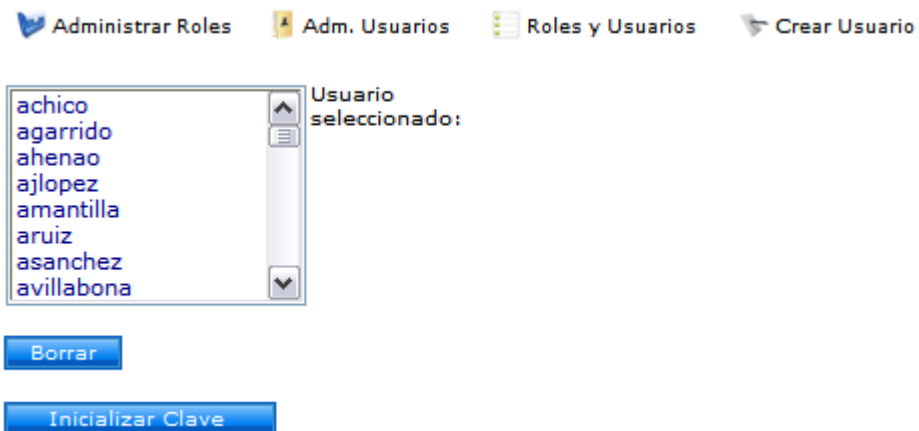 Administrar Roles Adm. Usuarios Roles y Usuarios Crear Usuario
achico
agarrido
ahenao
ajlopez
amantilla
aruiz
asanchez
avillabona
Usuario
seleccionado:
Borrar
Inicializar Clave